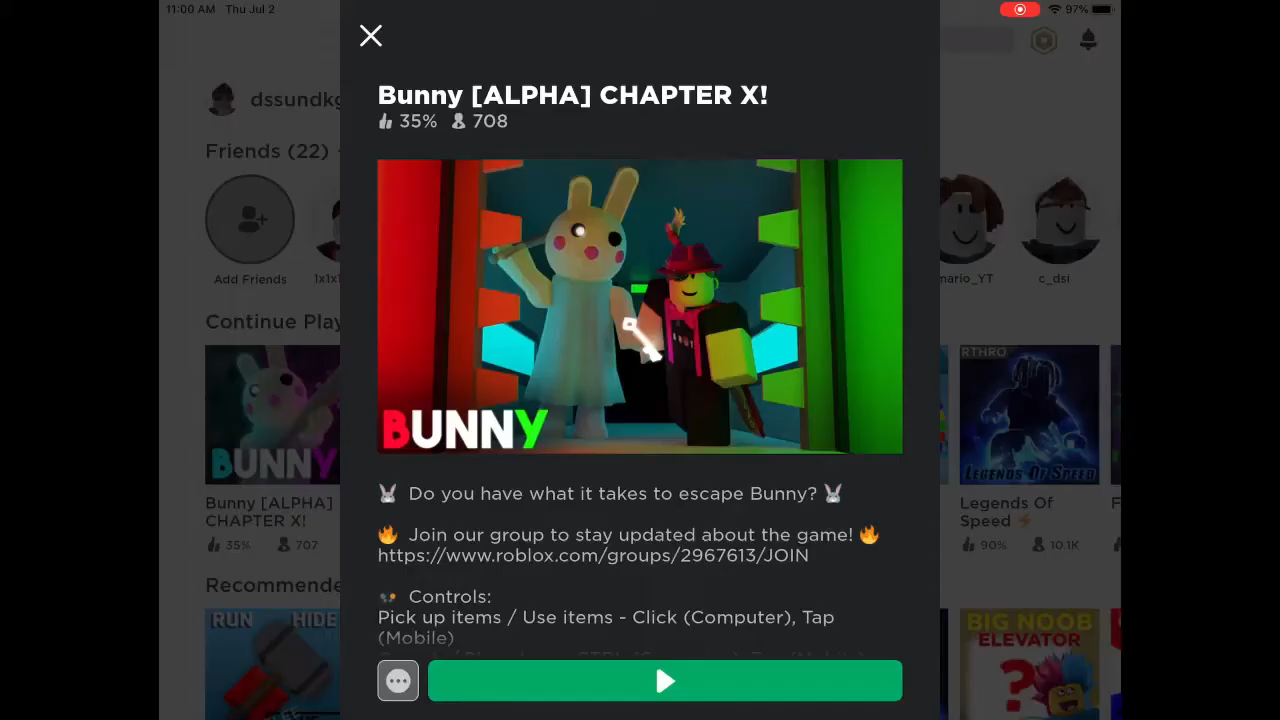 11:00 AM Thu Jul 2
97%
Bunny [ALPHA] CHAPTER X!
35% 708
dssundkg
Friends (22)
Add Friends
1x1x1
nario_YT
c_dsi
Continue Play
BUNNY
Bunny [ALPHA]
CHAPTER X!
35% 707
BUNNY
RTHRO
LEGENDS OF SPEED
Legends Of
Speed ⚡
90% 10.1K
🐰 Do you have what it takes to escape Bunny? 🐰
🔥 Join our group to stay updated about the game! 🔥
https://www.roblox.com/groups/2967613/JOIN
🎮 Controls:
Pick up items / Use items - Click (Computer), Tap
(Mobile)
Recommende
RUN HIDE
BIG NOOB
ELEVATOR